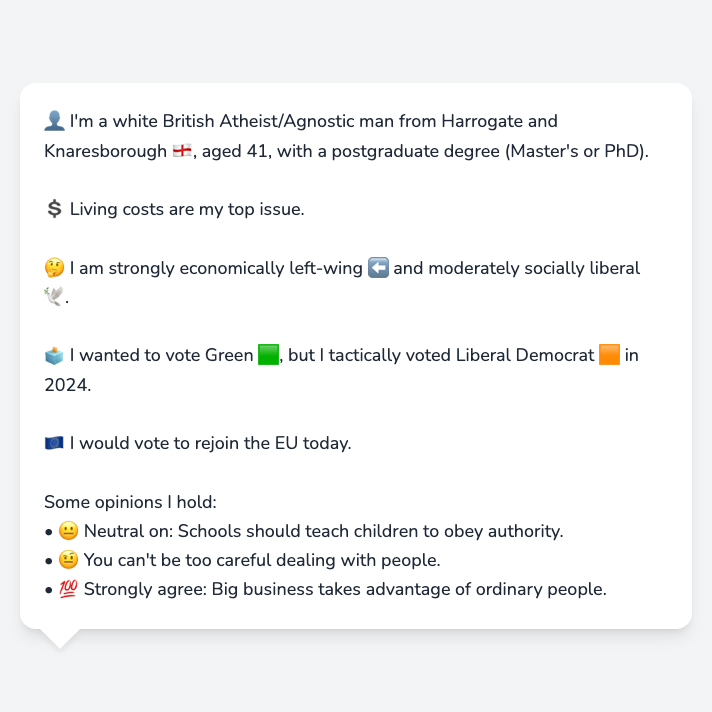 👤 I'm a white British Atheist/Agnostic man from Harrogate and
Knaresborough 🏴󠁧󠁢󠁥󠁮󠁧󠁿, aged 41, with a postgraduate degree (Master's or PhD).
💲 Living costs are my top issue.
🤔 I am strongly economically left-wing ⬅️ and moderately socially liberal
🕊️.
🗳️ I wanted to vote Green 🟩, but I tactically voted Liberal Democrat 🟧 in
2024.
🇪🇺 I would vote to rejoin the EU today.
Some opinions I hold:
• 😐 Neutral on: Schools should teach children to obey authority.
• 🤨 You can't be too careful dealing with people.
• 💯 Strongly agree: Big business takes advantage of ordinary people.